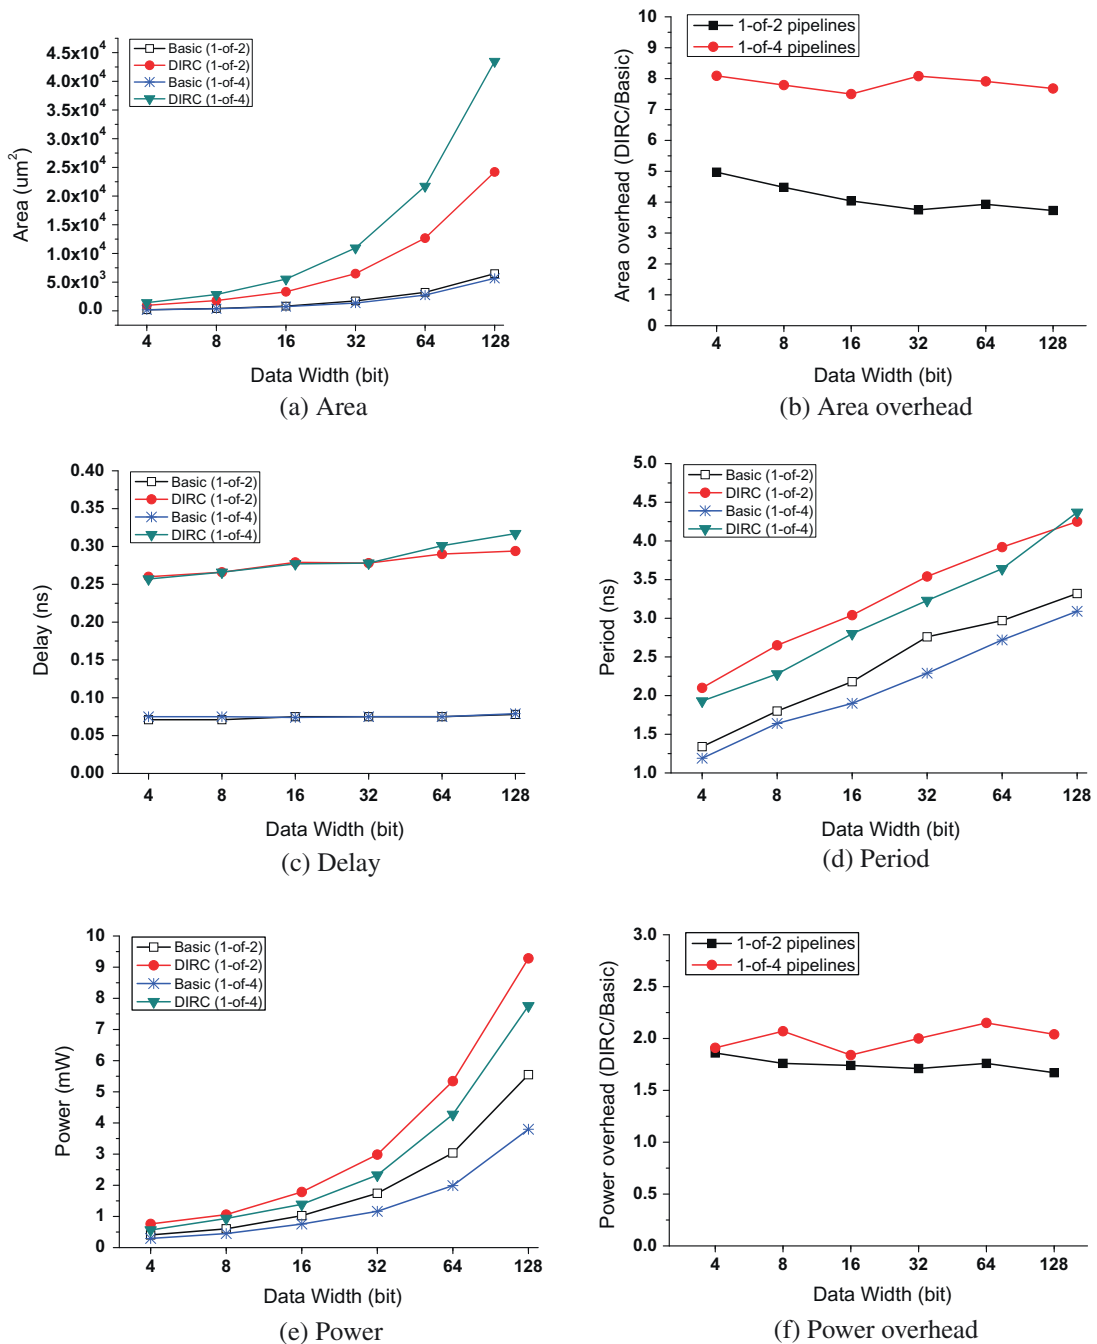 Basic (1-of-2)
DIRC (1-of-2)
Basic (1-of-4)
DIRC (1-of-4)
4.5x10^4
4.0x10^4
3.5x10^4
3.0x10^4
2.5x10^4
2.0x10^4
1.5x10^4
1.0x10^4
5.0x10^3
0.0
Area (um^2)
4 8 16 32 64 128
Data Width (bit)
(a) Area
1-of-2 pipelines
1-of-4 pipelines
10
9
8
7
6
5
4
3
2
1
0
Area overhead (DIRC/Basic)
4 8 16 32 64 128
Data Width (bit)
(b) Area overhead
Basic (1-of-2)
DIRC (1-of-2)
Basic (1-of-4)
DIRC (1-of-4)
0.40
0.35
0.30
0.25
0.20
0.15
0.10
0.05
0.00
Delay (ns)
4 8 16 32 64 128
Data Width (bit)
(c) Delay
Basic (1-of-2)
DIRC (1-of-2)
Basic (1-of-4)
DIRC (1-of-4)
5.0
4.5
4.0
3.5
3.0
2.5
2.0
1.5
1.0
Period (ns)
4 8 16 32 64 128
Data Width (bit)
(d) Period
Basic (1-of-2)
DIRC (1-of-2)
Basic (1-of-4)
DIRC (1-of-4)
10
9
8
7
6
5
4
3
2
1
0
Power (mW)
4 8 16 32 64 128
Data Width (bit)
(e) Power
1-of-2 pipelines
1-of-4 pipelines
3.0
2.5
2.0
1.5
1.0
0.5
0.0
Power overhead (DIRC/Basic)
4 8 16 32 64 128
Data Width (bit)
(f) Power overhead